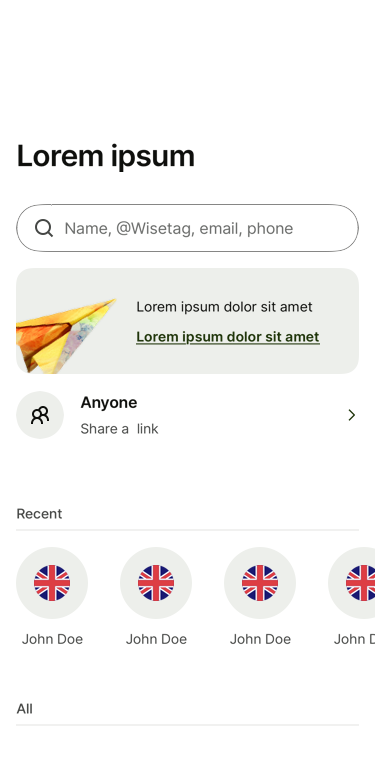 Lorem ipsum
Name, @Wisetag, email, phone
Lorem ipsum dolor sit amet
Lorem ipsum dolor sit amet
Anyone
Share a  link
Recent
John Doe John Doe John Doe John D
All